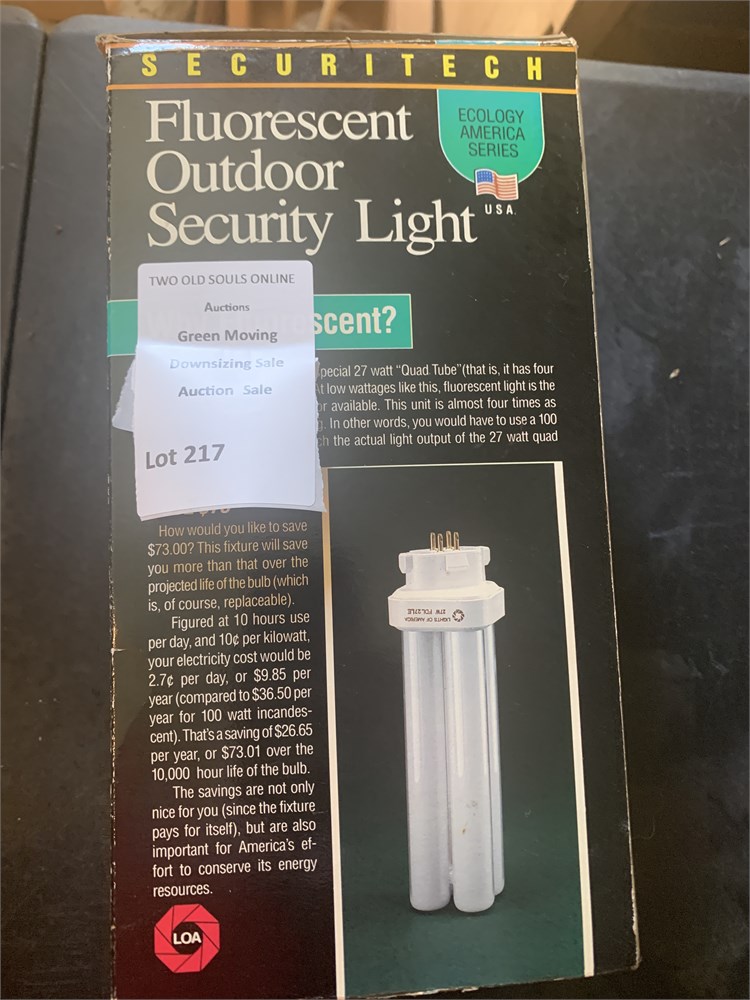 SECURITECH
Fluorescent
Outdoor
Security Light
ECOLOGY
AMERICA
SERIES
USA
TWO OLD SOULS ONLINE
Auctions
Green Moving
Downsizing Sale
Auction Sale
Lot 217
scent?
pecial 27 watt "Quad Tube"(that is, it has four
t low wattages like this, fluorescent light is the
r available. This unit is almost four times as
. In other words, you would have to use a 100
h the actual light output of the 27 watt quad
How would you like to save
$73.00? This fixture will save
you more than that over the
projected life of the bulb (which
is, of course, replaceable).
Figured at 10 hours use
per day, and 10¢ per kilowatt,
your electricity cost would be
2.7¢ per day, or $9.85 per
year (compared to $36.50 per
year for 100 watt incandes-
cent). That's a saving of $26.65
per year, or $73.01 over the
10,000 hour life of the bulb.
The savings are not only
nice for you (since the fixture
pays for itself), but are also
important for America's ef-
fort to conserve its energy
resources.
LIGHTS OF AMERICA
27W FCL27LE
LOA